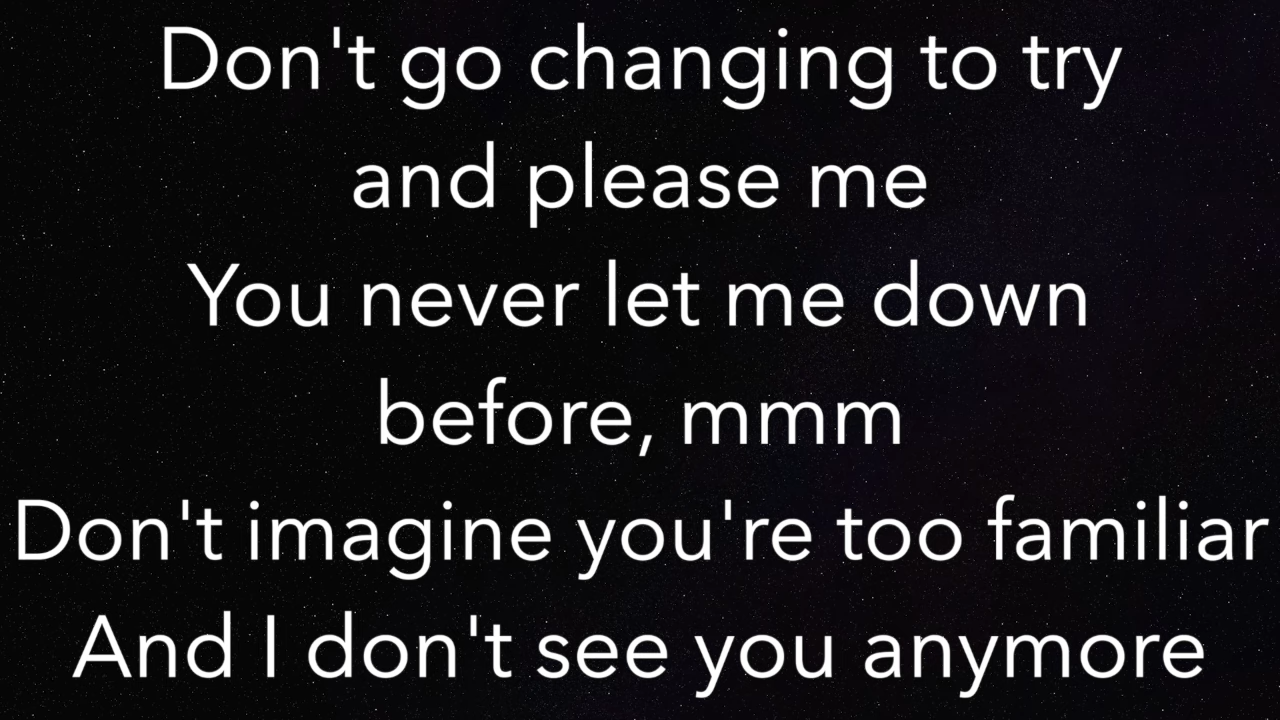 Don't go changing to try
and please me
You never let me down
before, mmm
Don't imagine you're too familiar
And I don't see you anymore